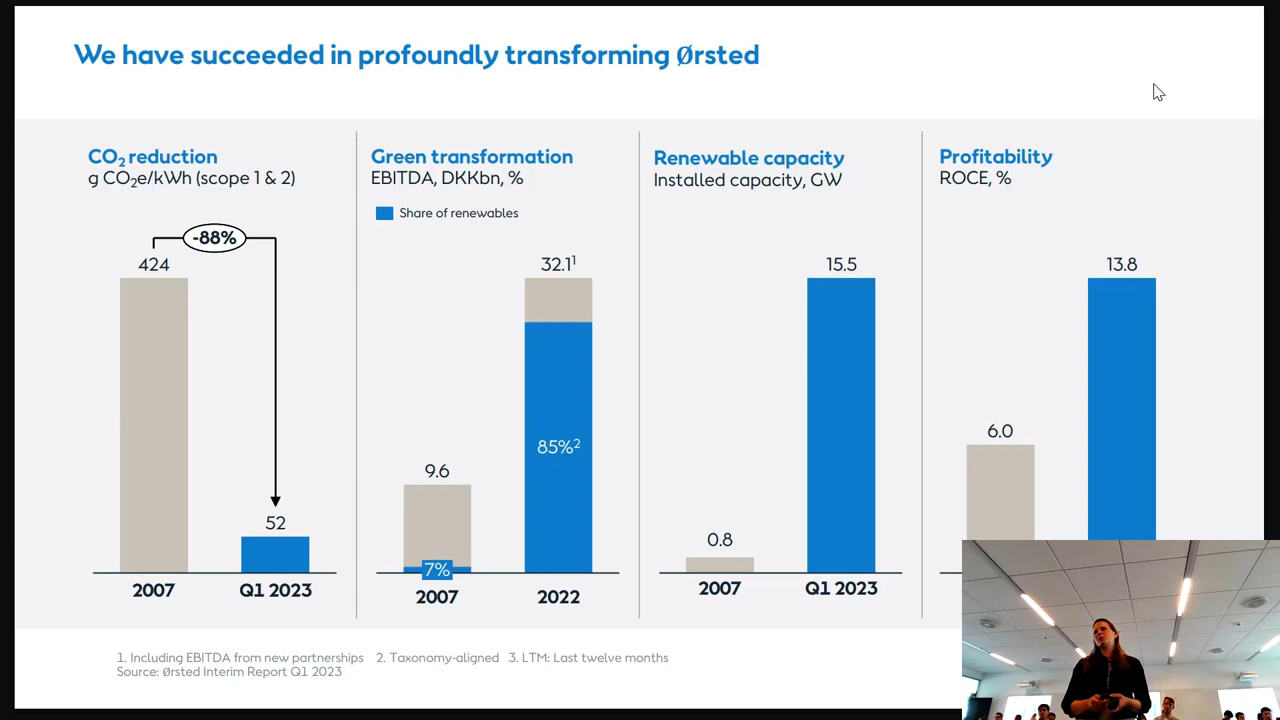 We have succeeded in profoundly transforming Ørsted
CO₂ reduction
g CO₂e/kWh (scope 1 & 2)
-88%
424
52
2007
Q1 2023
Green transformation
EBITDA, DKKbn, %
Share of renewables
32.1¹
85%²
9.6
7%
2007
2022
Renewable capacity
Installed capacity, GW
15.5
0.8
2007
Q1 2023
Profitability
ROCE, %
13.8
6.0
1. Including EBITDA from new partnerships 2. Taxonomy-aligned 3. LTM: Last twelve months
Source: Ørsted Interim Report Q1 2023